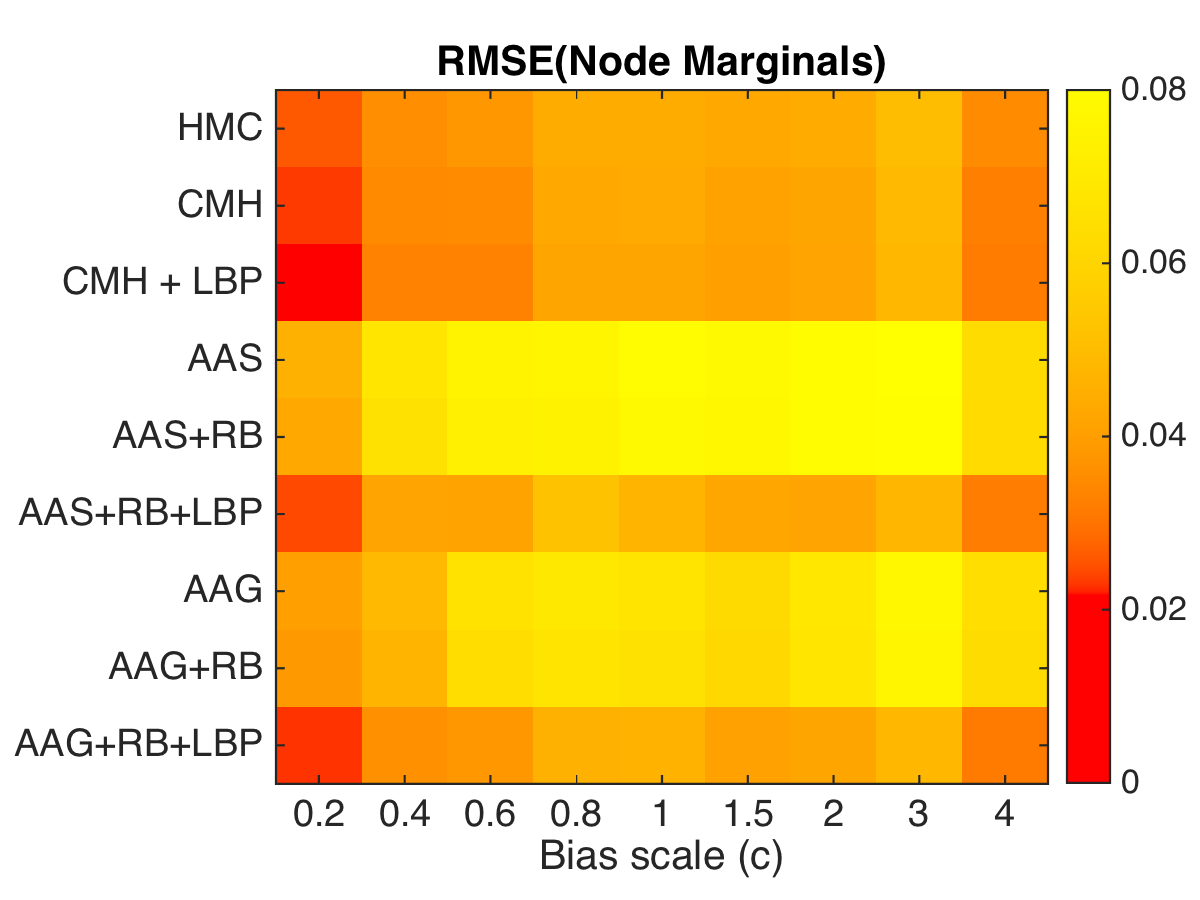 RMSE(Node Marginals)
HMC
CMH
CMH + LBP
AAS
AAS+RB
AAS+RB+LBP
AAG
AAG+RB
AAG+RB+LBP
0.2 0.4 0.6 0.8 1 1.5 2 3 4
Bias scale (c)
0.08
0.06
0.04
0.02
0